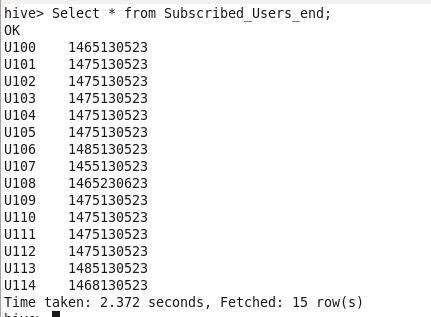 hive> Select * from Subscribed_Users_end;
OK
U100    1465130523
U101    1475130523
U102    1475130523
U103    1475130523
U104    1475130523
U105    1475130523
U106    1485130523
U107    1455130523
U108    1465230623
U109    1475130523
U110    1475130523
U111    1475130523
U112    1475130523
U113    1485130523
U114    1468130523
Time taken: 2.372 seconds, Fetched: 15 row(s)
hive>